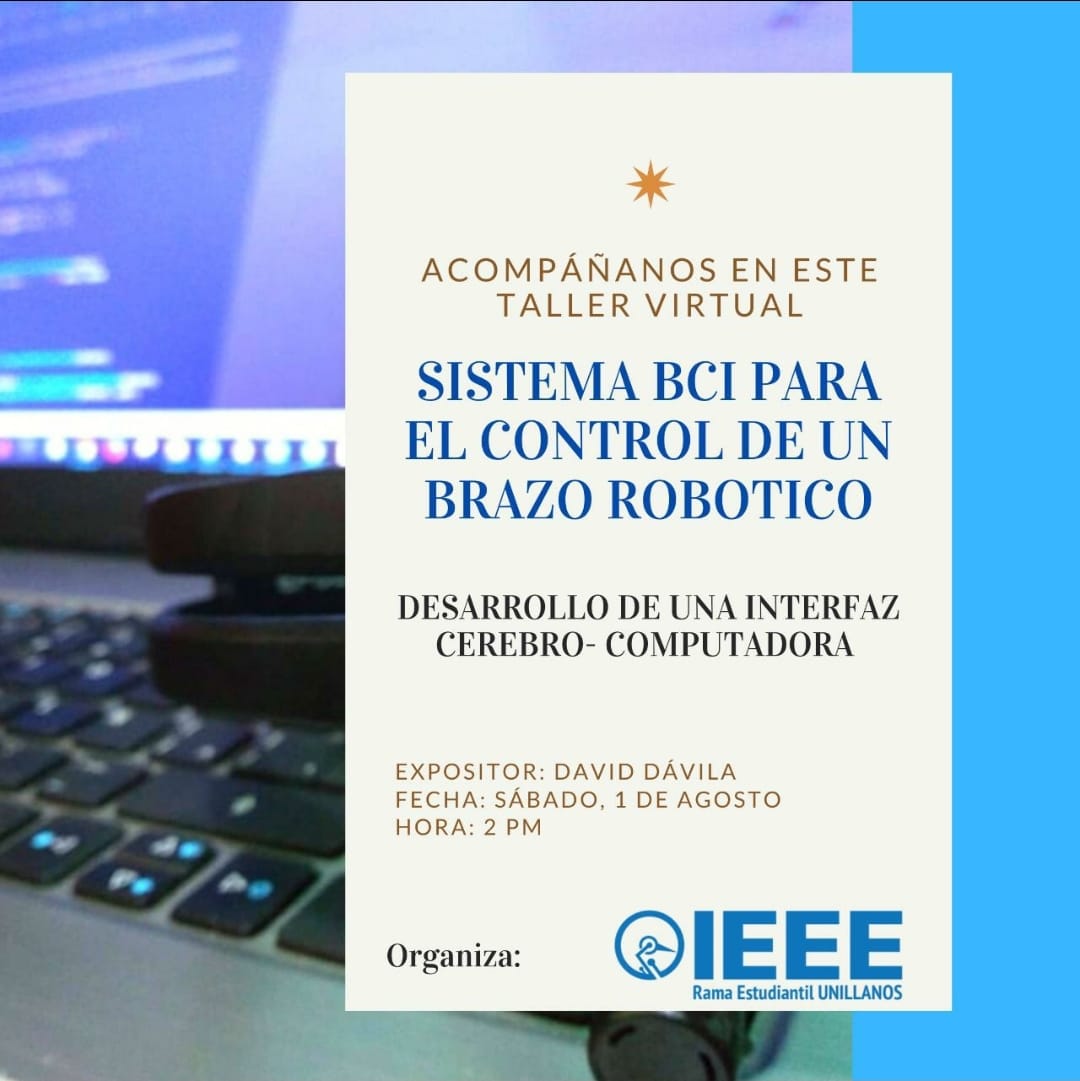 ACOMPÁÑANOS EN ESTE
TALLER VIRTUAL
SISTEMA BCI PARA
EL CONTROL DE UN
BRAZO ROBOTICO
DESARROLLO DE UNA INTERFAZ
CEREBRO- COMPUTADORA
EXPOSITOR: DAVID DÁVILA
FECHA: SÁBADO, 1 DE AGOSTO
HORA: 2 PM
Organiza:
IEEE
Rama Estudiantil UNILLANOS